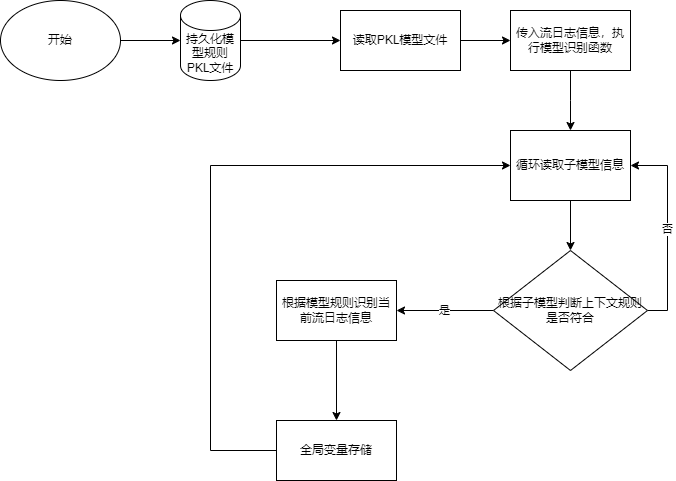 开始
持久化模
型规则
PKL文件
读取PKL模型文件
传入流日志信息，执
行模型识别函数
循环读取子模型信息
否
根据子模型判断上下文规则
是否符合
是
根据模型规则识别当
前流日志信息
全局变量存储